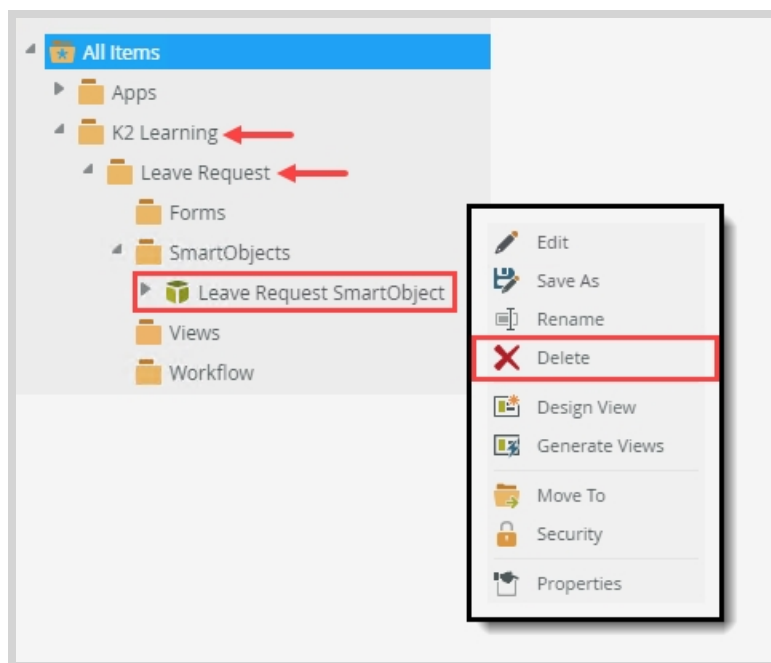 All Items
Apps
K2 Learning
Leave Request
Forms
SmartObjects
Leave Request SmartObject
Views
Workflow
Edit
Save As
Rename
Delete
Design View
Generate Views
Move To
Security
Properties